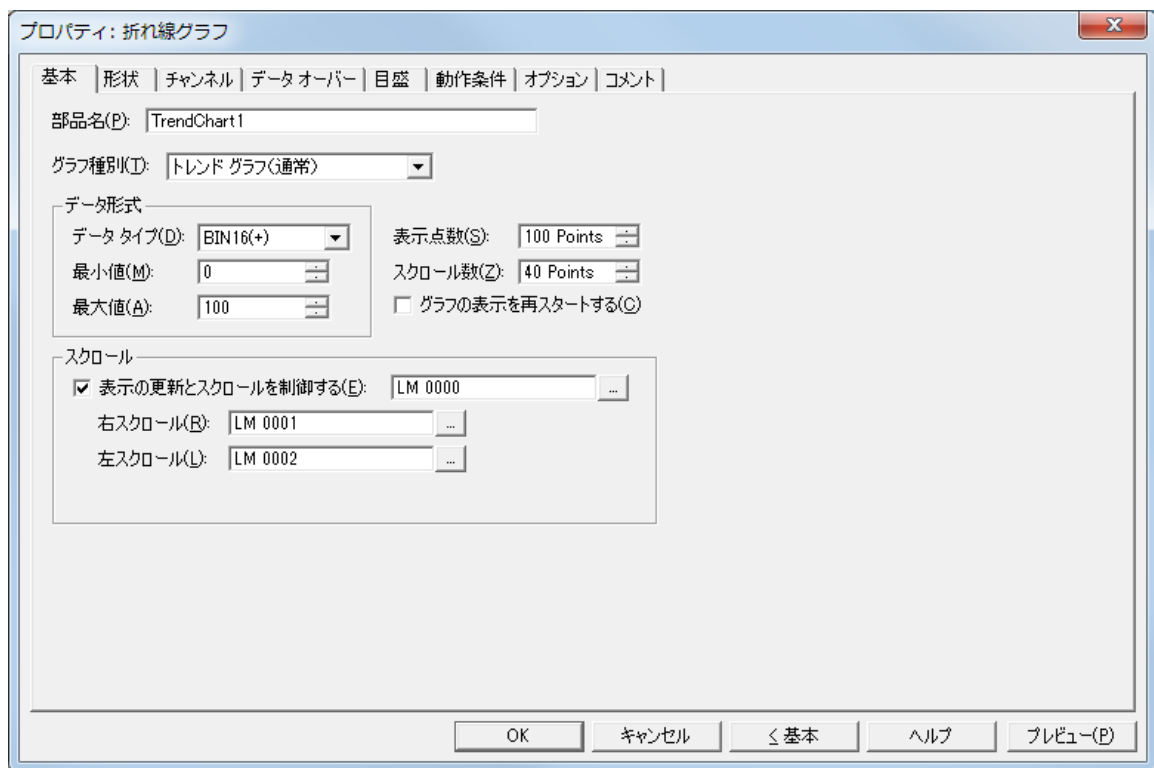 プロパティ: 折れ線グラフ
基本 形状 チャンネル データ オーバー 目盛 動作条件 オプション コメント
部品名(P): TrendChart1
グラフ種別(T): トレンド グラフ(通常)
データ形式
データ タイプ(D): BIN16(+) 表示点数(S): 100 Points
最小値(M): 0 スクロール数(Z): 40 Points
最大値(A): 100 グラフの表示を再スタートする(C)
スクロール
表示の更新とスクロールを制御する(E): LM 0000 ...
右スクロール(R): LM 0001 ...
左スクロール(L): LM 0002 ...
OK キャンセル < 基本 ヘルプ プレビュー(P)